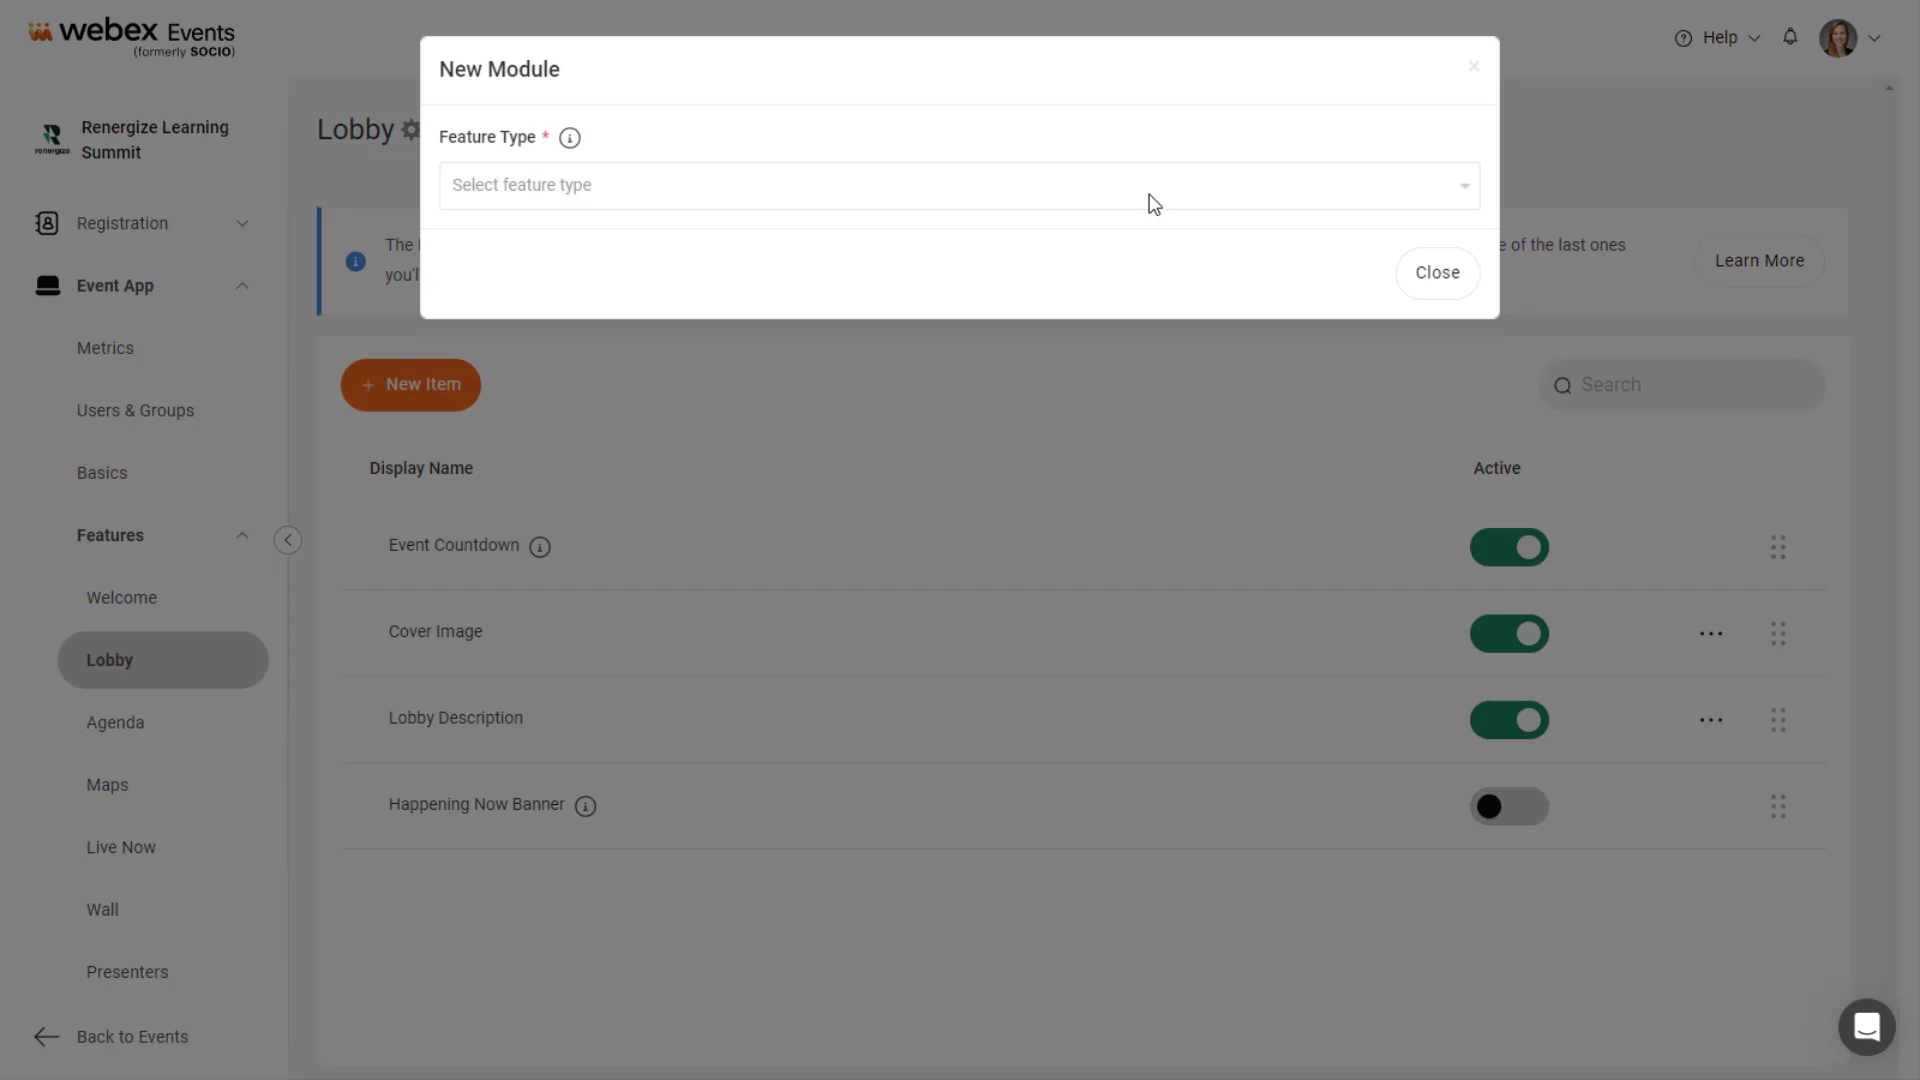 webex Events
(formerly SOCIO)
Help
New Module
Feature Type *
Select feature type
Close
Renergize Learning
Summit
renergize
Lobby
The
you'l
e of the last ones
Learn More
Registration
Event App
Metrics
Users & Groups
Basics
Features
Welcome
Lobby
Agenda
Maps
Live Now
Wall
Presenters
Back to Events
+ New Item
Search
Display Name
Active
Event Countdown
Cover Image
Lobby Description
Happening Now Banner